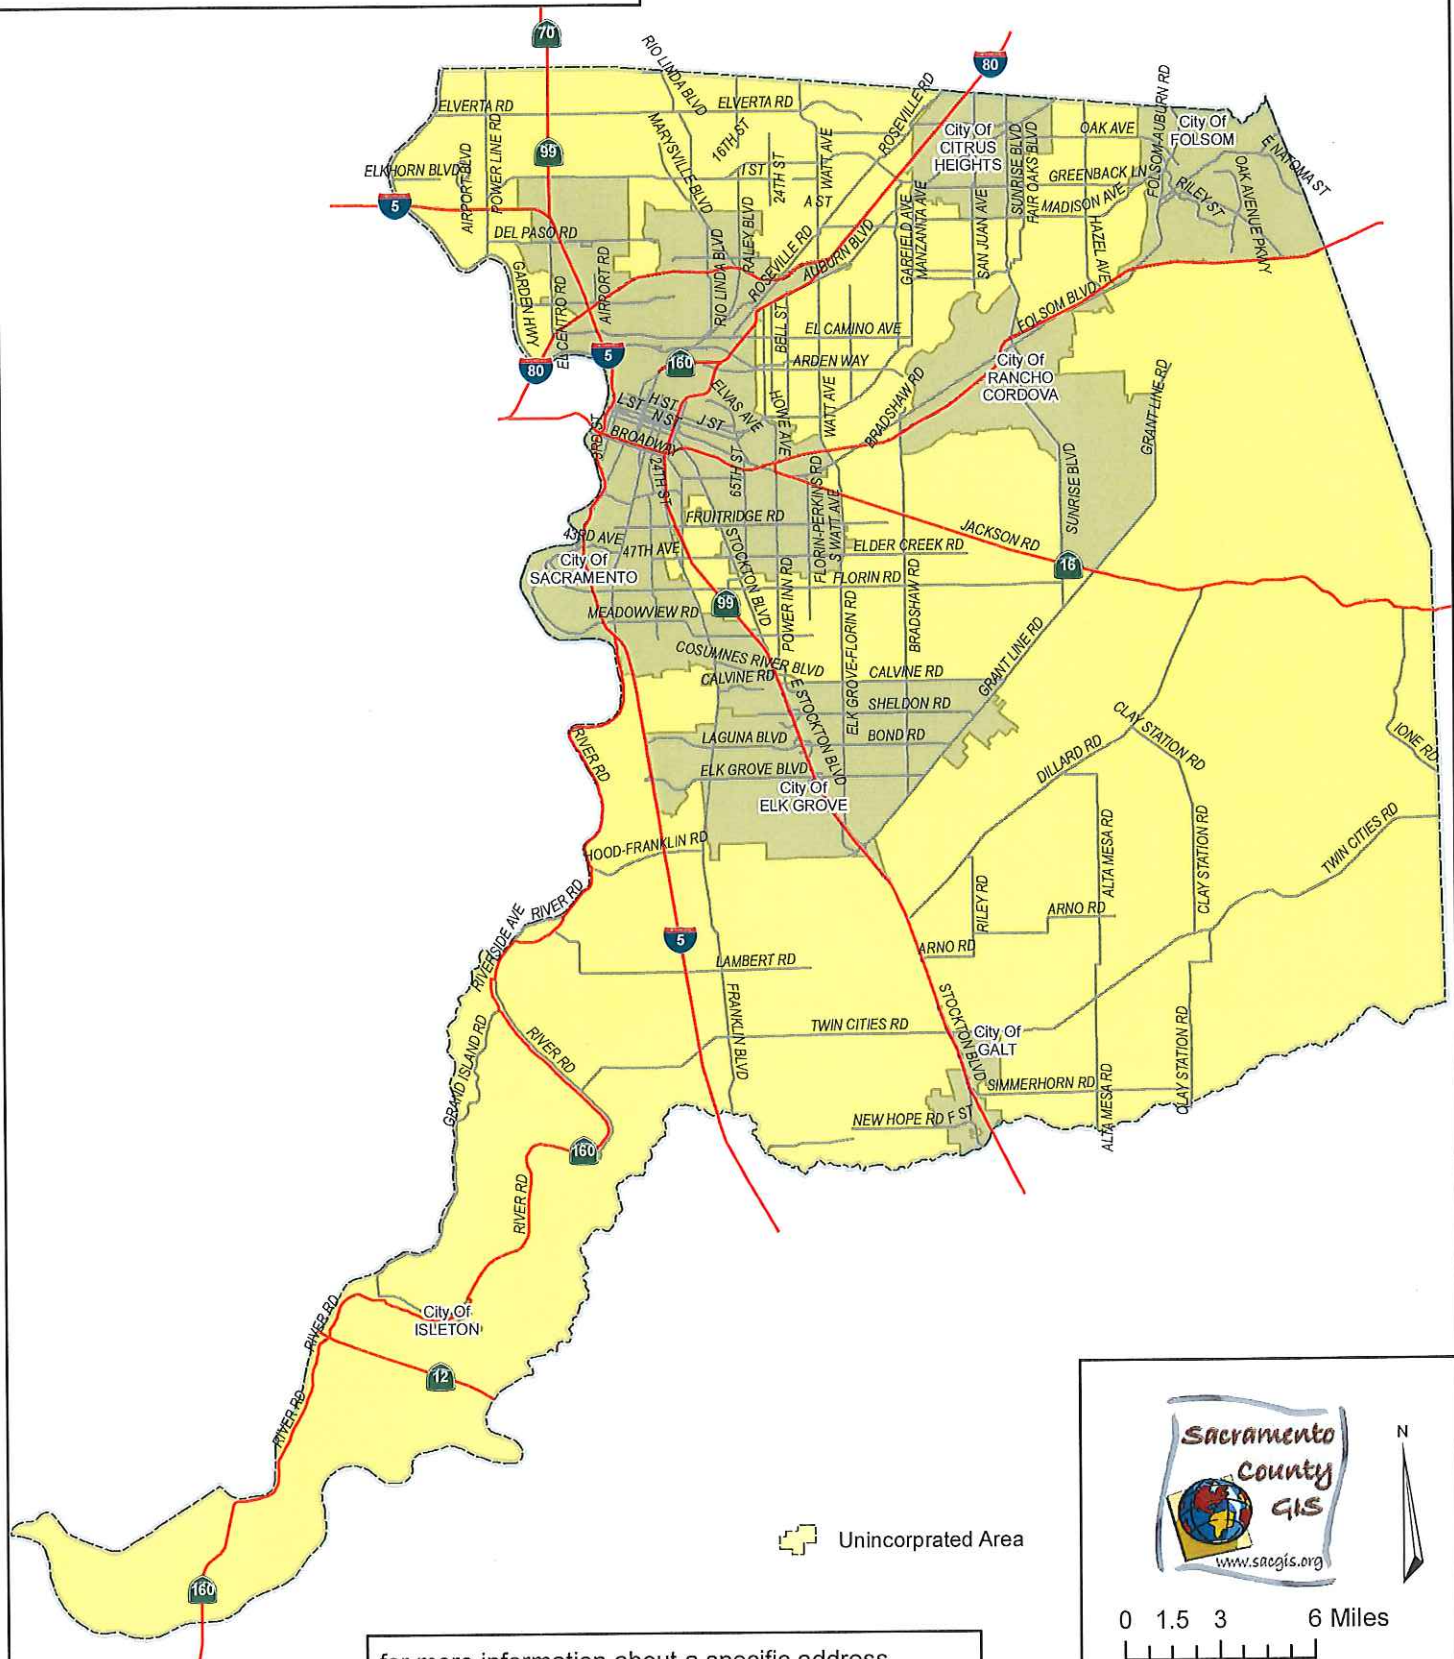 70
80
RIO LINDA BLVD
ELVERTA RD
ELVERTA RD
ROSEVILLE RD
FOLSOM-AUBURN RD
City Of
FOLSOM
City Of
CITRUS
HEIGHTS
OAK AVE
99
POWER LINE RD
MARYSVILLE BLVD
16TH ST
WATT AVE
SUNRISE BLVD
FAIR OAKS BLVD
E NATOMA ST
ELKHORN BLVD
AIRPORT BLVD
I ST
24TH ST
GREENBACK LN
RILEY ST
OAK AVENUE PKWY
5
A ST
GARFIELD AVE
MANZANITA AVE
SAN JUAN AVE
MADISON AVE
HAZEL AVE
DEL PASO RD
RALEY BLVD
RIO LINDA BLVD
ROSEVILLE RD
AUBURN BLVD
GARDEN HWY
EL CENTRO RD
AIRPORT RD
BELL ST
EL CAMINO AVE
FOLSOM BLVD
80
5
160
ARDEN WAY
City Of
RANCHO
CORDOVA
GRANT LINE RD
L ST
H ST
N ST
J ST
ELVAS AVE
HOWE AVE
WATT AVE
BRADSHAW RD
3RD ST
BROADWAY
24TH ST
65TH ST
FLORIN-PERKINS RD
S WATT AVE
SUNRISE BLVD
FRUITRIDGE RD
JACKSON RD
43RD AVE
47TH AVE
STOCKTON BLVD
ELDER CREEK RD
City Of
SACRAMENTO
FLORIN RD
16
MEADOWVIEW RD
99
POWER INN RD
ELK GROVE-FLORIN RD
BRADSHAW RD
GRANT LINE RD
COSUMNES RIVER BLVD
CALVINE RD
CALVINE RD
E STOCKTON BLVD
SHELDON RD
CLAY STATION RD
IONE RD
RIVER RD
LAGUNA BLVD
BOND RD
DILLARD RD
ELK GROVE BLVD
City Of
ELK GROVE
ALTA MESA RD
CLAY STATION RD
TWIN CITIES RD
HOOD-FRANKLIN RD
RIVER RD
RIVERSIDE AVE
RILEY RD
ARNO RD
5
ARNO RD
LAMBERT RD
FRANKLIN BLVD
STOCKTON BLVD
GRAND ISLAND RD
RIVER RD
TWIN CITIES RD
City Of
GALT
SIMMERHORN RD
ALTA MESA RD
CLAY STATION RD
NEW HOPE RD
F ST
160
RIVER RD
City Of
ISLETON
RIVER RD
12
RIVER RD
160
Unincorprated Area
Sacramento
County
GIS
www.sacgis.org
N
0 1.5 3 6 Miles
for more information about a specific address